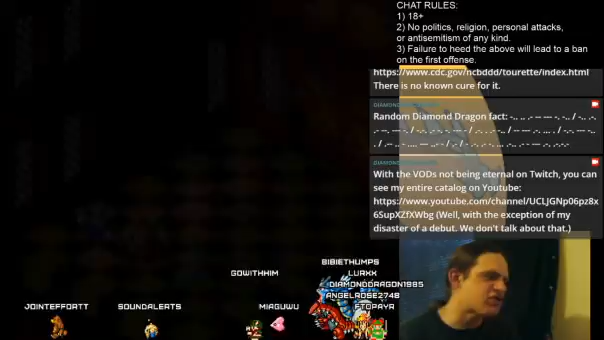 CHAT RULES:
1) 18+
2) No politics, religion, personal attacks,
or antisemitism of any kind.
3) Failure to heed the above will lead to a ban
on the first offense.
https://www.cdc.gov/ncbddd/tourette/index.html
There is no known cure for it.
Random Diamond Dragon fact:
With the VODs not being eternal on Twitch, you can
see my entire catalog on Youtube:
https://www.youtube.com/channel/UCLJGNp06pz8x
6SupXZfXWbg (Well, with the exception of my
disaster of a debut. We don't talk about that.)
BIBIETHUMPS
GOWITHHIM
LURXX
DIAMONDDRAGON1985
ANGELROSE2748
JOINTEFFORTT
SOUNDALERTS
MIAGUWU
FTOPAYR